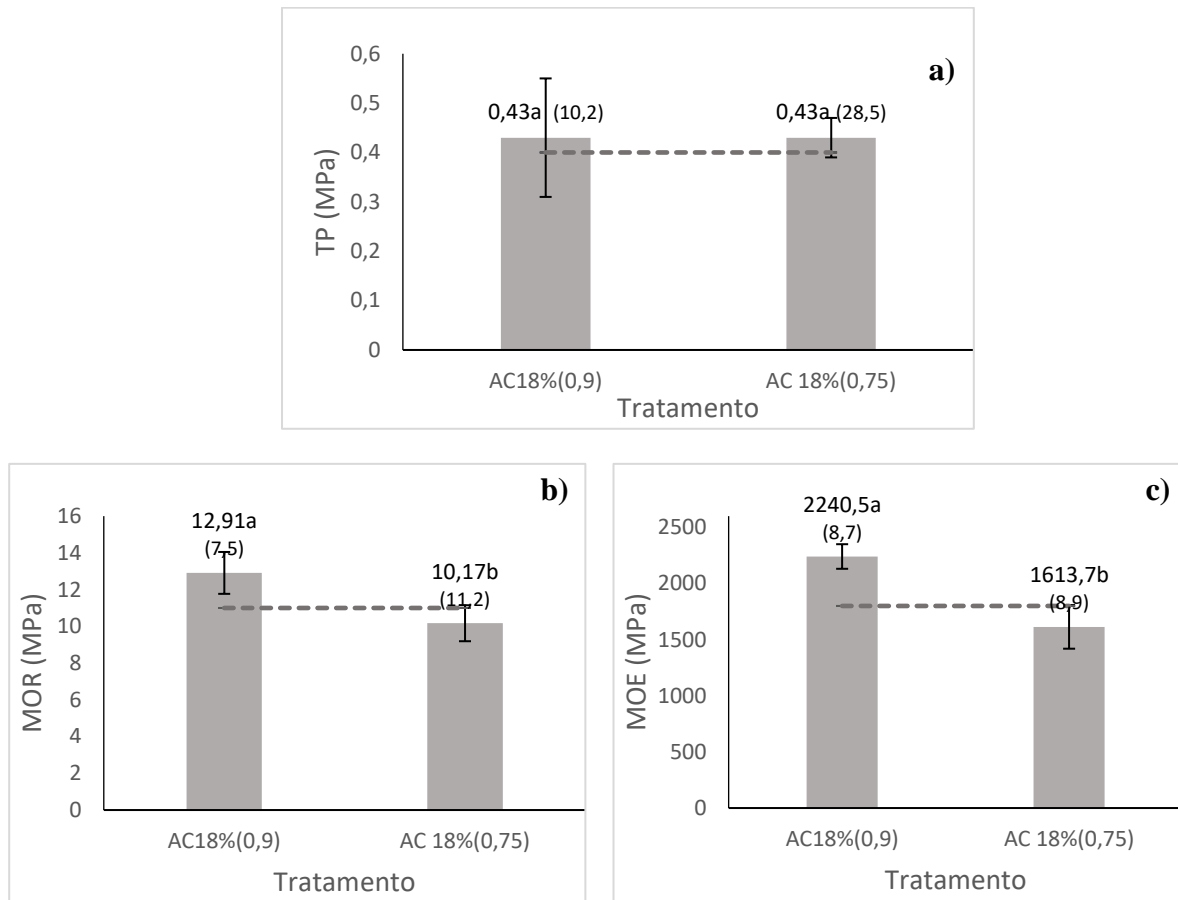 a)
0,6
0,5
0,4
0,3
0,2
0,1
0
TP (MPa)
0,43a (10,2)
0,43a (28,5)
AC18%(0,9)
AC 18%(0,75)
Tratamento
b)
16
14
12
10
8
6
4
2
0
MOR (MPa)
12,91a
(7,5)
10,17b
(11,2)
AC18%(0,9)
AC 18%(0,75)
Tratamento
c)
2500
2000
1500
1000
500
0
MOE (MPa)
2240,5a
(8,7)
1613,7b
(8,9)
AC18%(0,9)
AC 18%(0,75)
Tratamento